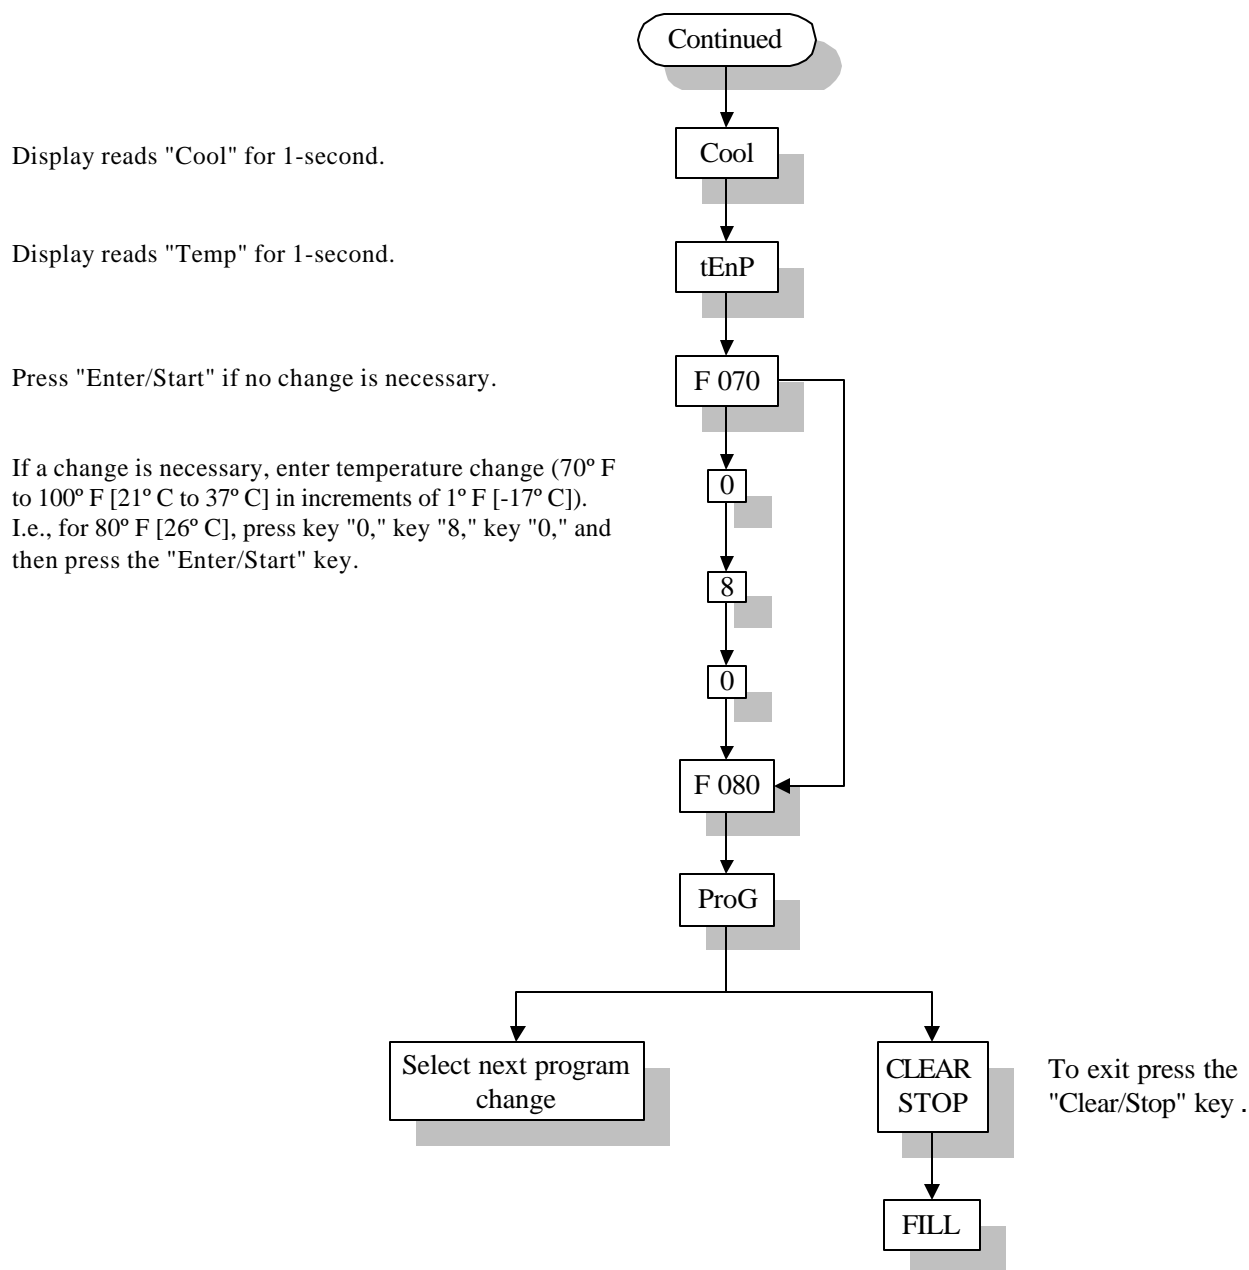 Continued
Display reads "Cool" for 1-second.
Cool
Display reads "Temp" for 1-second.
tEnP
Press "Enter/Start" if no change is necessary.
F 070
If a change is necessary, enter temperature change (70º F
to 100º F [21º C to 37º C] in increments of 1º F [-17º C]).
I.e., for 80º F [26º C], press key "0," key "8," key "0," and
then press the "Enter/Start" key.
0
8
0
F 080
ProG
Select next program
change
CLEAR
STOP
To exit press the
"Clear/Stop" key .
FILL